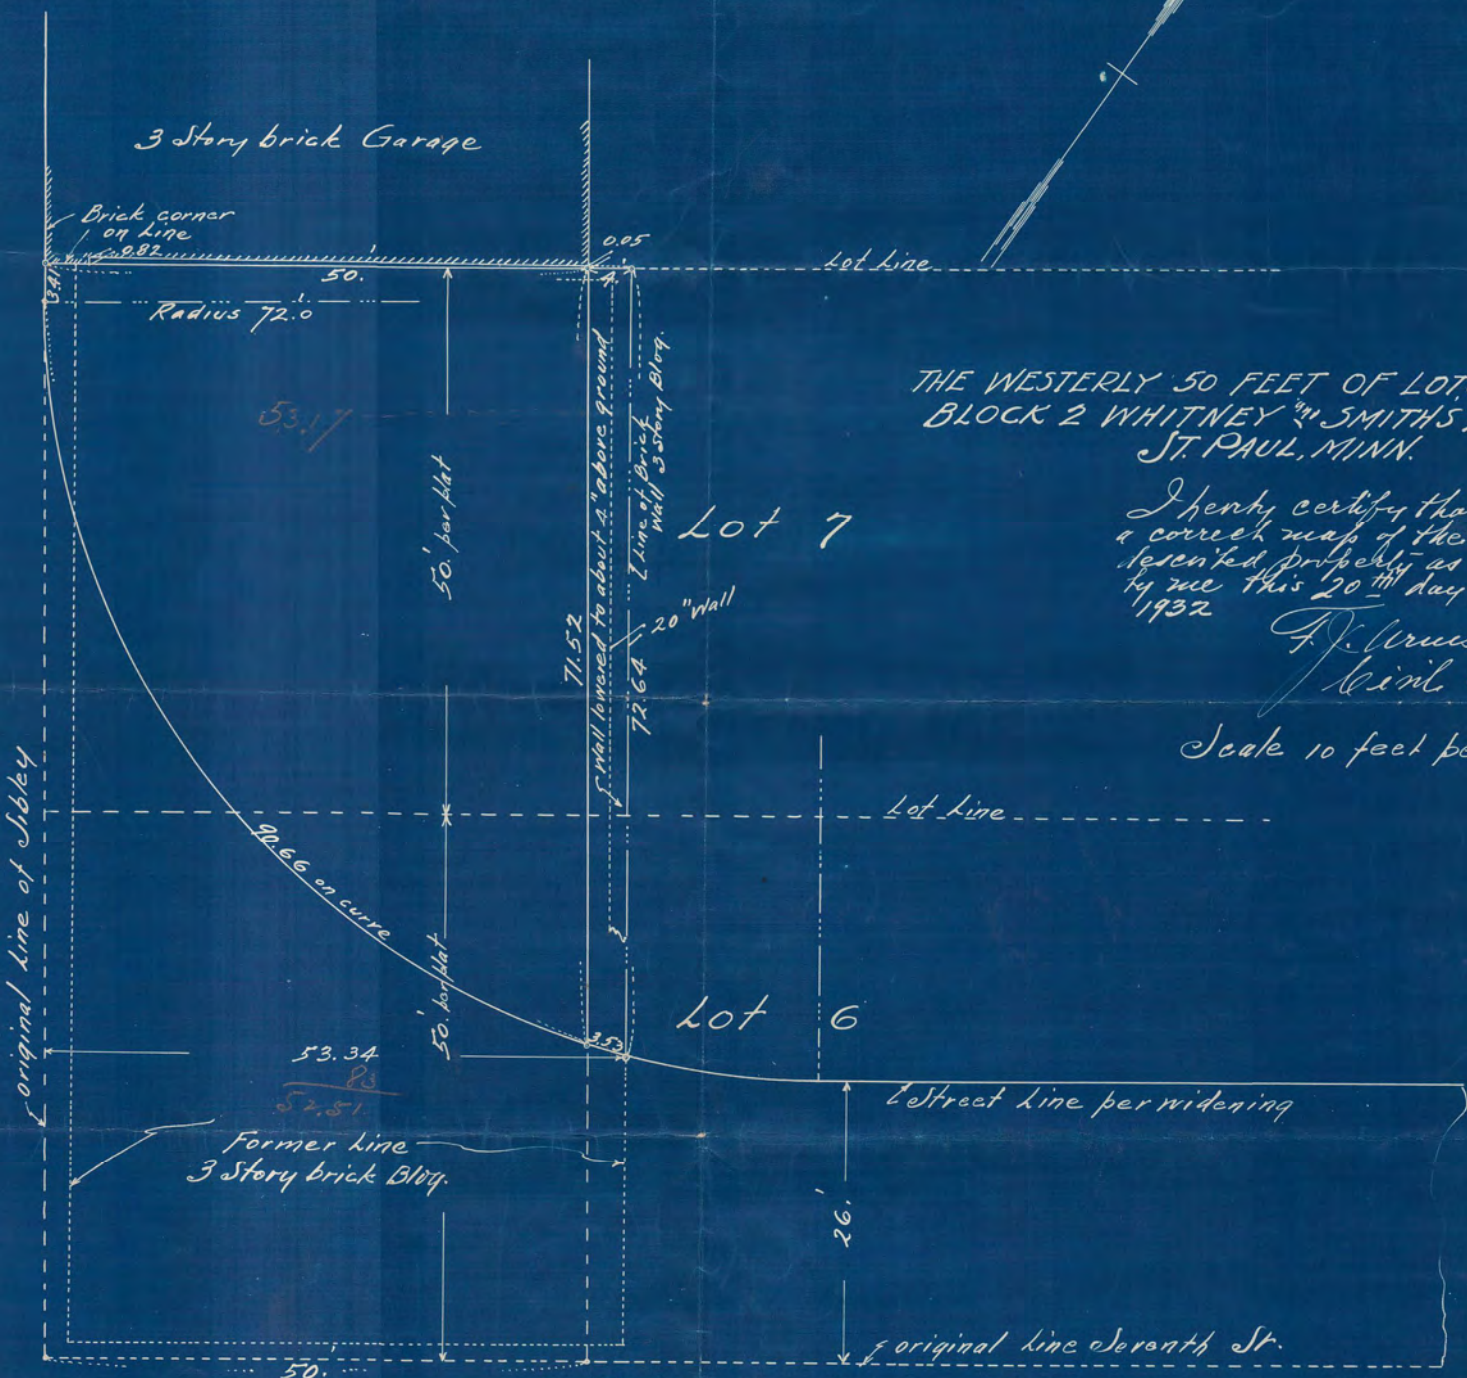 3 Story brick Garage
Brick corner
on Line
0.82
50.'
0.05
4.'
Lot Line
3.41
Radius 72.0'
53.17
50.' per plat
71.52
Wall lowered to about 4" above ground
Line of Brick
Wall 3 Story Bldg.
20" Wall
72.64
Lot 7
THE WESTERLY 50 FEET OF LOT
BLOCK 2 WHITNEY and SMITHS
ST. PAUL, MINN.
I hereby certify tha
a correct map of the
described property as
by me this 20th day
1932
Civil
Scale 10 feet pe
original Line of Sibley
Lot Line
90.66 on curve
50.' per plat
3.53
Lot 6
53.34
83
52.51
Former Line
3 Story brick Bldg.
Street Line per widening
26.'
original Line Seventh St.
50.'